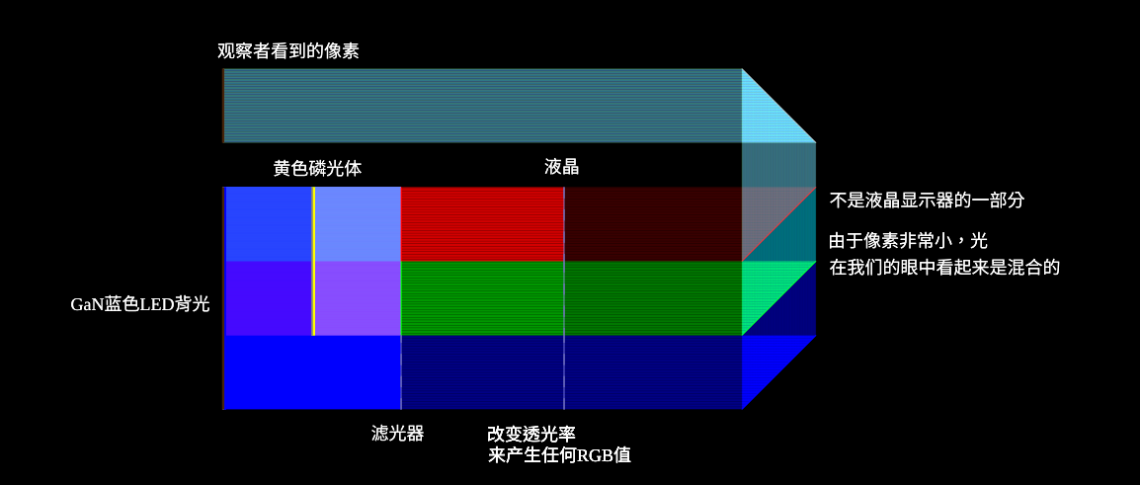 观察者看到的像素
黄色磷光体
液晶
不是液晶显示器的一部分
由于像素非常小，光
在我们的眼中看起来是混合的
GaN蓝色LED背光
滤光器
改变透光率
来产生任何RGB值